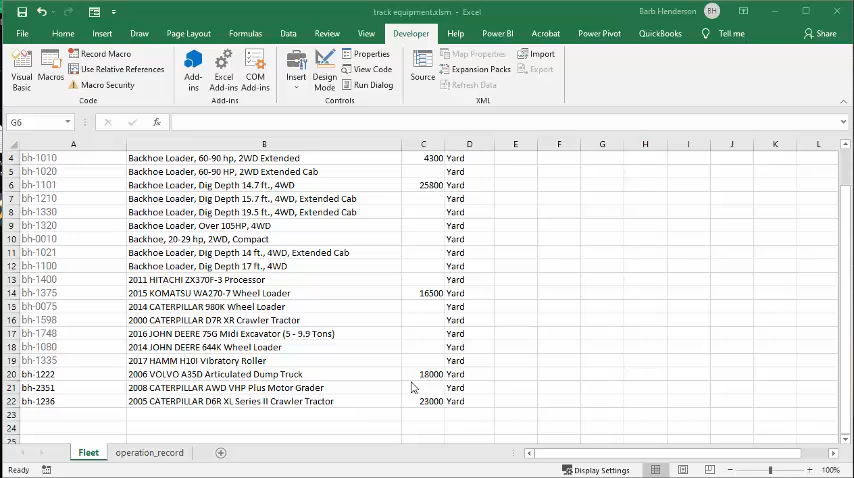 track equipment.xlsm - Excel
Barb Henderson BH
File Home Insert Draw Page Layout Formulas Data Review View Developer Help Power BI Acrobat Power Pivot QuickBooks Tell me Share
Visual Basic
Macros
Record Macro
Use Relative References
Macro Security
Code
Add-ins
Excel Add-ins
COM Add-ins
Add-ins
Insert
Design Mode
Properties
View Code
Run Dialog
Controls
Source
Map Properties
Expansion Packs
Refresh Data
Import
Export
XML
G6 fx
A B C D E F G H I J K L
4 bh-1010 Backhoe Loader, 60-90 hp, 2WD Extended 4300 Yard
5 bh-1020 Backhoe Loader, 60-90 HP, 2WD Extended Cab Yard
6 bh-1101 Backhoe Loader, Dig Depth 14.7 ft., 4WD 25800 Yard
7 bh-1210 Backhoe Loader, Dig Depth 15.7 ft., 4WD, Extended Cab Yard
8 bh-1330 Backhoe Loader, Dig Depth 19.5 ft., 4WD, Extended Cab Yard
9 bh-1320 Backhoe Loader, Over 105HP, 4WD Yard
10 bh-0010 Backhoe, 20-29 hp, 2WD, Compact Yard
11 bh-1021 Backhoe Loader, Dig Depth 14 ft., 4WD, Extended Cab Yard
12 bh-1100 Backhoe Loader, Dig Depth 17 ft., 4WD Yard
13 bh-1400 2011 HITACHI ZX370F-3 Processor Yard
14 bh-1375 2015 KOMATSU WA270-7 Wheel Loader 16500 Yard
15 bh-0075 2014 CATERPILLAR 980K Wheel Loader Yard
16 bh-1598 2000 CATERPILLAR D7R XR Crawler Tractor Yard
17 bh-1748 2016 JOHN DEERE 75G Midi Excavator (5 - 9.9 Tons) Yard
18 bh-1080 2014 JOHN DEERE 644K Wheel Loader Yard
19 bh-1335 2017 HAMM H10I Vibratory Roller Yard
20 bh-1222 2006 VOLVO A35D Articulated Dump Truck 18000 Yard
21 bh-2351 2008 CATERPILLAR AWD VHP Plus Motor Grader Yard
22 bh-1236 2005 CATERPILLAR D6R XL Series II Crawler Tractor 23000 Yard
23
24
25
Fleet operation_record
Ready Display Settings 100%